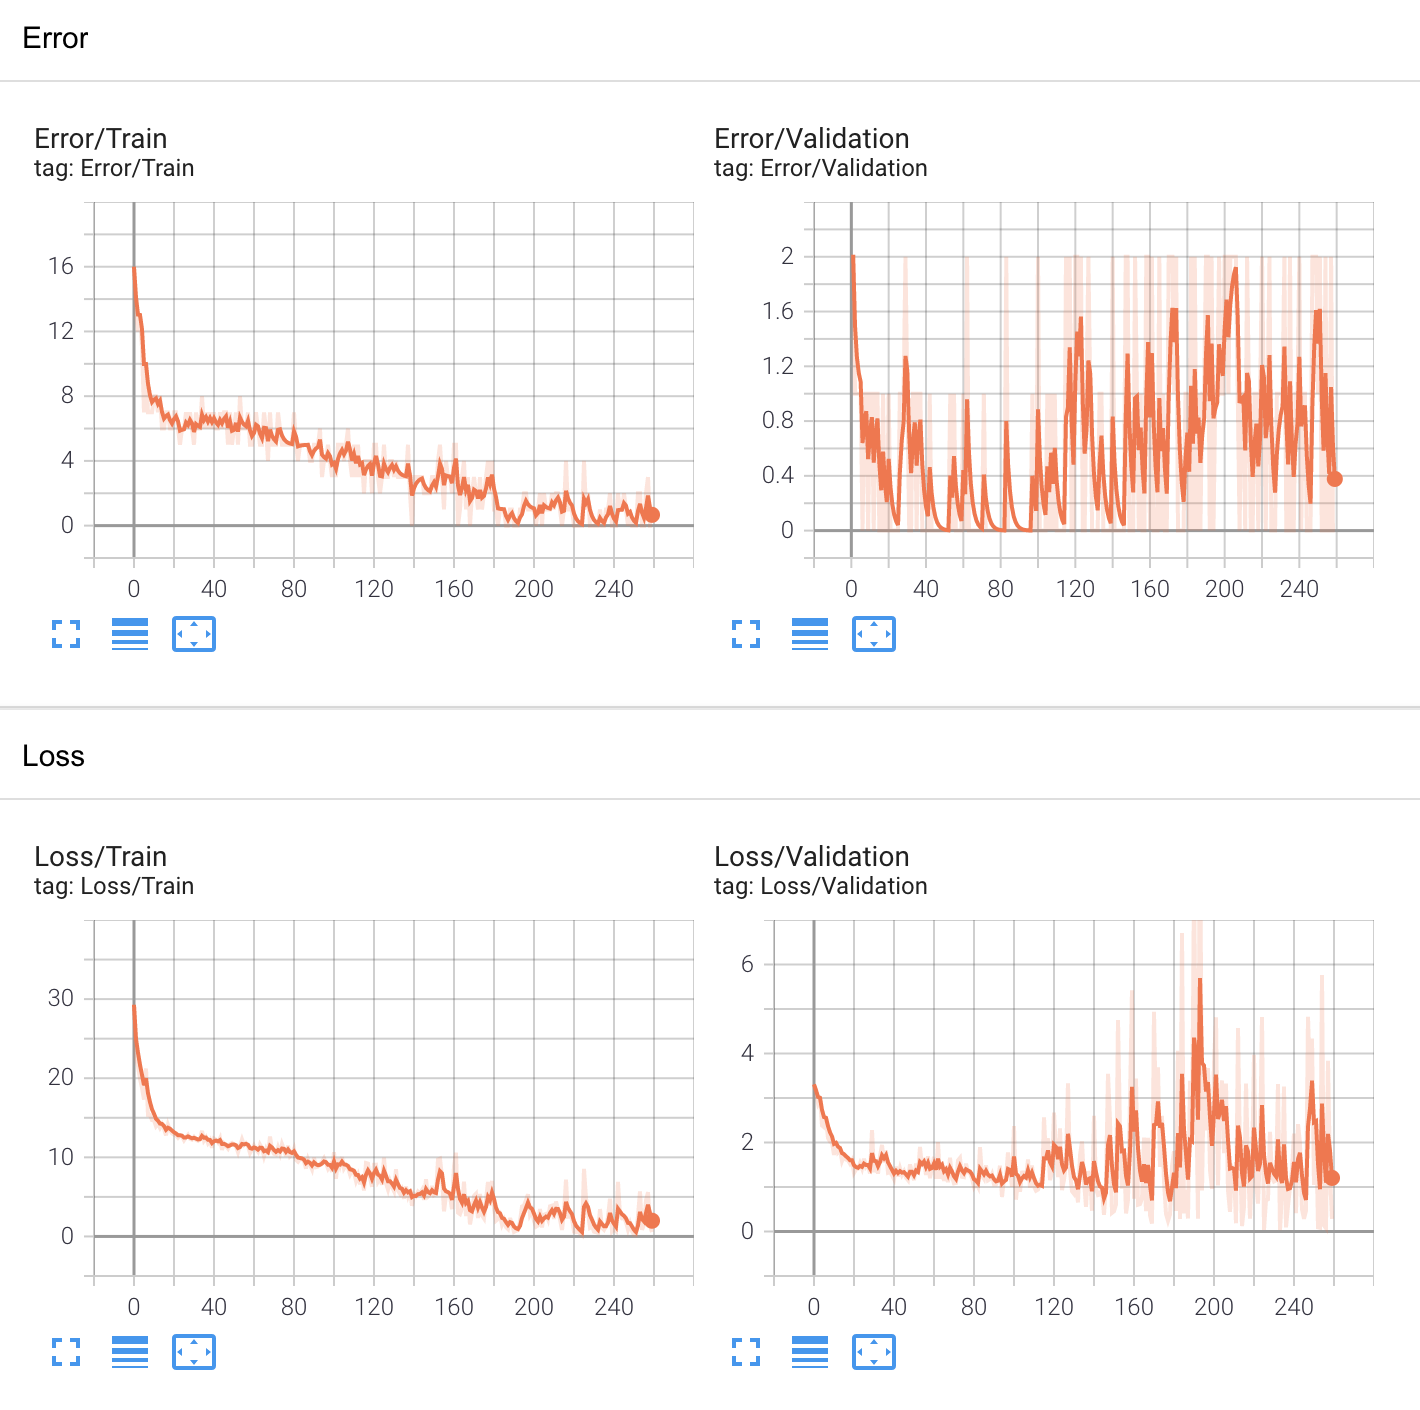 Error
Error/Train
tag: Error/Train
16
12
8
4
0
0 40 80 120 160 200 240
Error/Validation
tag: Error/Validation
2
1.6
1.2
0.8
0.4
0
0 40 80 120 160 200 240
Loss
Loss/Train
tag: Loss/Train
30
20
10
0
0 40 80 120 160 200 240
Loss/Validation
tag: Loss/Validation
6
4
2
0
0 40 80 120 160 200 240